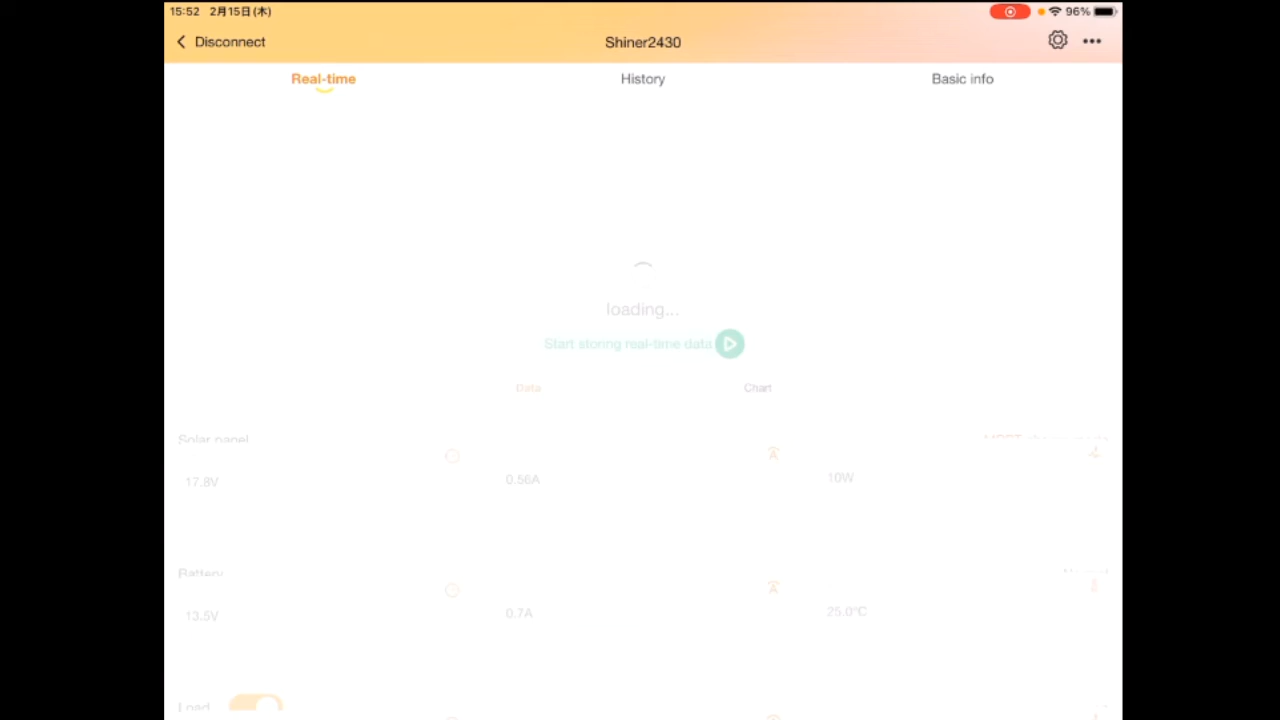 15:52 2月15日(木) 96%
Disconnect Shiner2430
Real-time History Basic info
loading...
Start storing real-time data
Data Chart
Solar panel
17.8V 0.56A 10W
Battery
13.5V 0.7A 25.0°C
Load